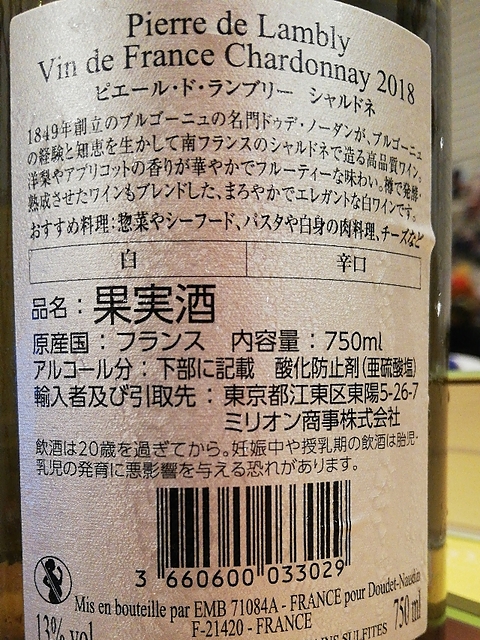 Pierre de Lambly
Vin de France Chardonnay 2018
ピエール・ド・ランブリー シャルドネ
1849年創立のブルゴーニュの名門ドゥデ・ノーダンが、ブルゴーニュ
の経験と知恵を生かして南フランスのシャルドネで造る高品質ワイン。
洋梨やアプリコットの香りが華やかでフルーティーな味わい。樽で発酵・
熟成させたワインもブレンドした、まろやかでエレガントな白ワインです。
おすすめ料理：惣菜やシーフード、パスタや白身の肉料理、チーズなど
白 辛口
品名：果実酒
原産国：フランス 内容量：750ml
アルコール分：下部に記載 酸化防止剤(亜硫酸塩)
輸入者及び引取先：東京都江東区東陽5-26-7
ミリオン商事株式会社
飲酒は20歳を過ぎてから。妊娠中や授乳期の飲酒は胎児・
乳児の発育に悪影響を与える恐れがあります。
3 660600 033029
Mis en bouteille par EMB 71084A - FRANCE pour Doudet-Naudin
F-21420 - FRANCE
13% vol SULFITES 750 ml